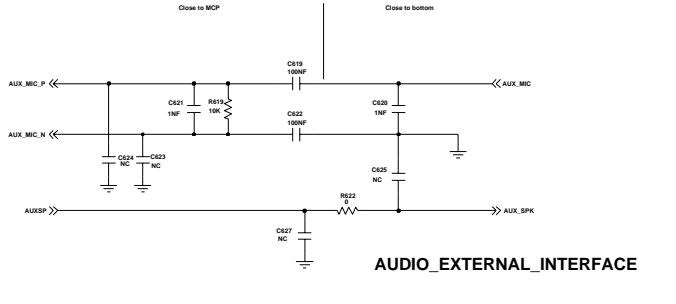 Close to MCP
Close to bottom
C619
100NF
AUX_MIC_P
AUX_MIC
C621
1NF
R619
10K
C620
1NF
C622
100NF
AUX_MIC_N
C624
NC
C623
NC
C625
NC
R622
0
AUXSP
AUX_SPK
C627
NC
AUDIO_EXTERNAL_INTERFACE